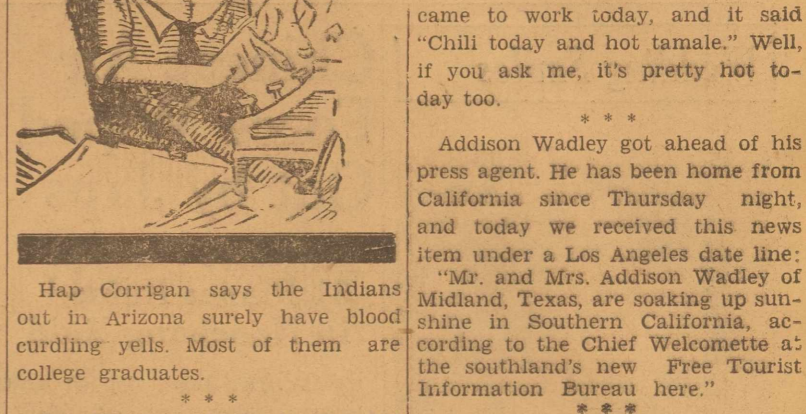 Hap Corrigan says the Indians
out in Arizona surely have blood
curdling yells. Most of them are
college graduates.
* * *
came to work today, and it said
“Chili today and hot tamale.” Well,
if you ask me, it's pretty hot to-
day too.
* * *
Addison Wadley got ahead of his
press agent. He has been home from
California since Thursday night,
and today we received this news
item under a Los Angeles date line:
“Mr. and Mrs. Addison Wadley of
Midland, Texas, are soaking up sun-
shine in Southern California, ac-
cording to the Chief Welcomette at
the southland's new Free Tourist
Information Bureau here.”
* * *